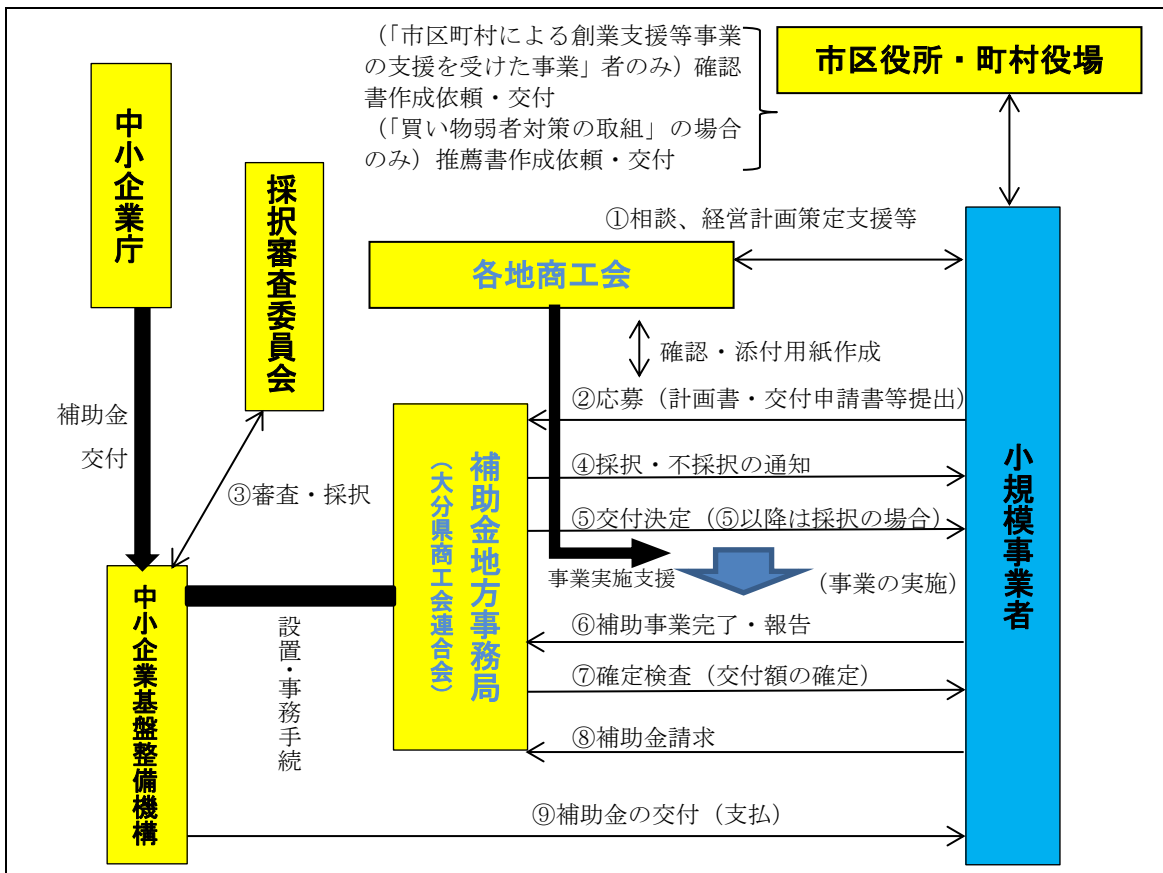 (「市区町村による創業支援等事業
の支援を受けた事業」者のみ)確認
書作成依頼・交付
(「買い物弱者対策の取組」の場合
のみ)推薦書作成依頼・交付
市区役所・町村役場
中小企業庁
採択審査委員会
①相談、経営計画策定支援等
各地商工会
確認・添付用紙作成
②応募(計画書・交付申請書等提出)
補助金
交付
③審査・採択
補助金地方事務局
(大分県商工会連合会)
④採択・不採択の通知
⑤交付決定(⑤以降は採択の場合)
事業実施支援
(事業の実施)
小規模事業者
中小企業基盤整備機構
設置・事務手続
⑥補助事業完了・報告
⑦確定検査(交付額の確定)
⑧補助金請求
⑨補助金の交付(支払)